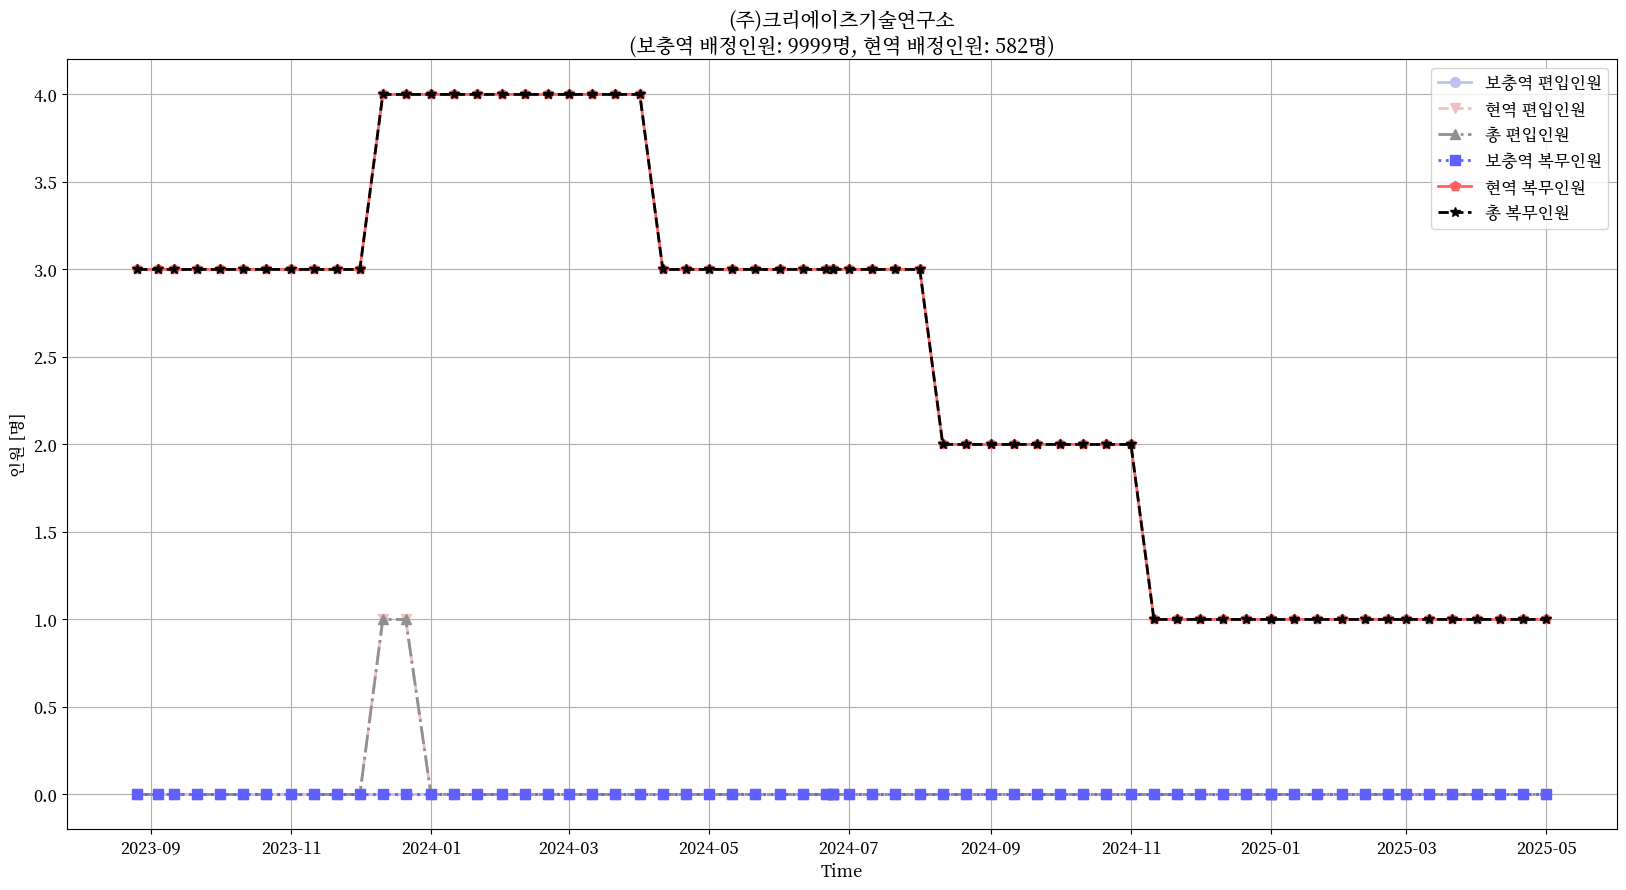 (주)크리에이츠기술연구소
(보충역 배정인원: 9999명, 현역 배정인원: 582명)
보충역 편입인원
현역 편입인원
총 편입인원
보충역 복무인원
현역 복무인원
총 복무인원
인원 [명]
4.0
3.5
3.0
2.5
2.0
1.5
1.0
0.5
0.0
2023-09 2023-11 2024-01 2024-03 2024-05 2024-07 2024-09 2024-11 2025-01 2025-03 2025-05
Time